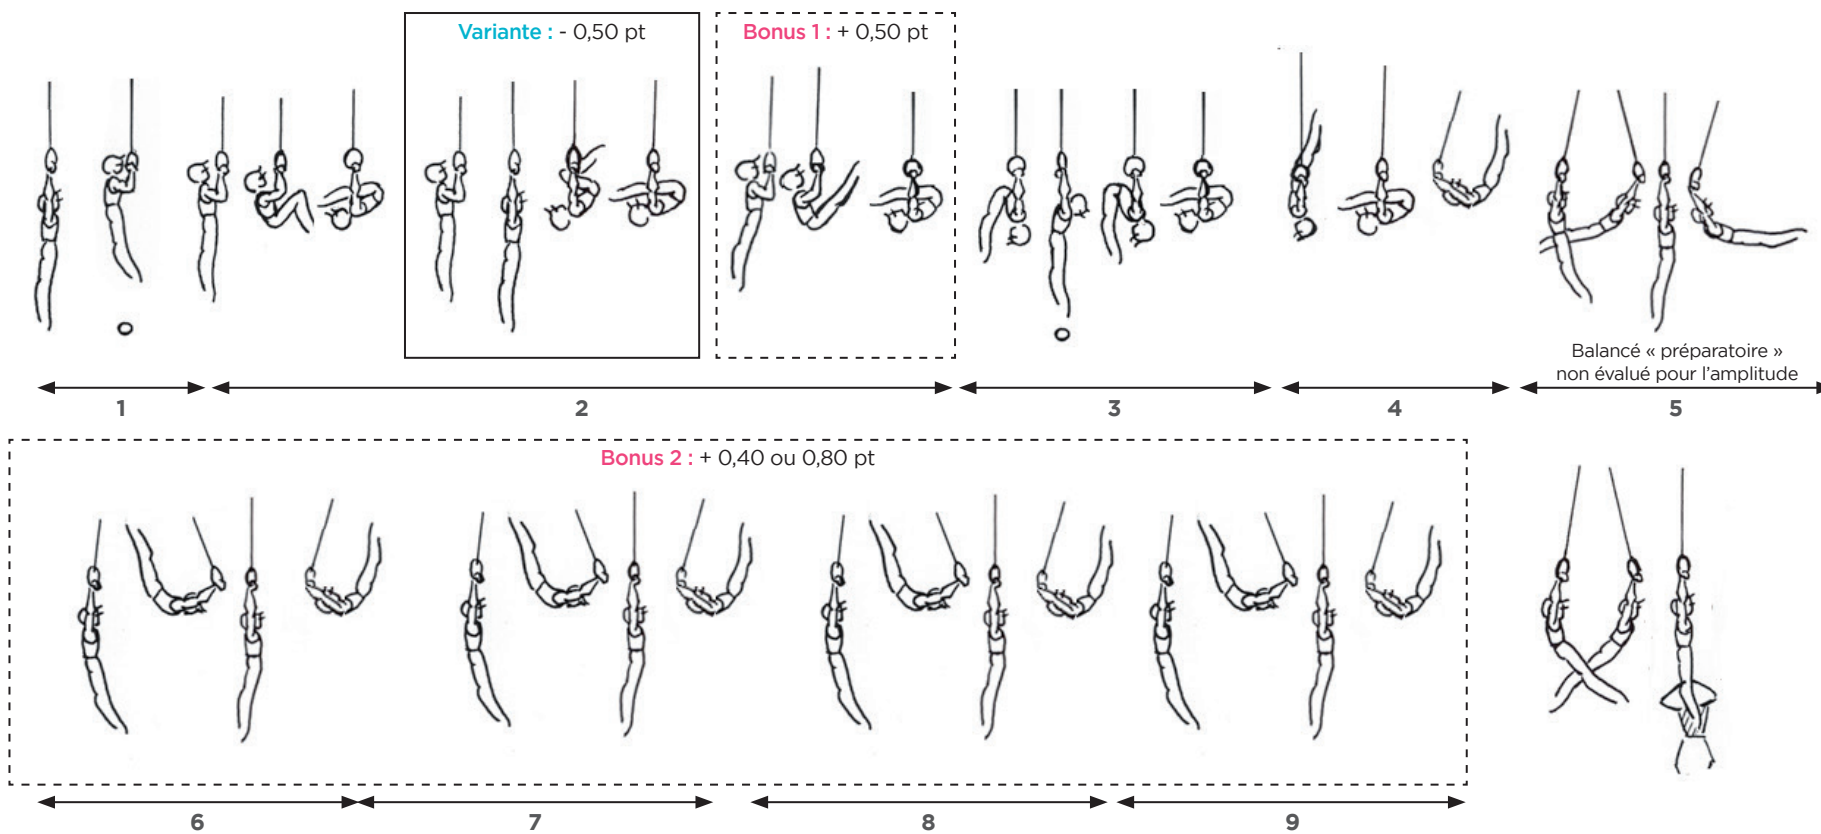 Variante : - 0,50 pt
Bonus 1 : + 0,50 pt
Balancé « préparatoire »
non évalué pour l'amplitude
1
2
3
4
5
Bonus 2 : + 0,40 ou 0,80 pt
6
7
8
9